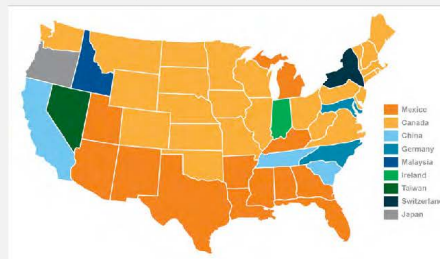 Mexico
Canada
China
Germany
Malaysia
Ireland
Taiwan
Switzerland
Japan